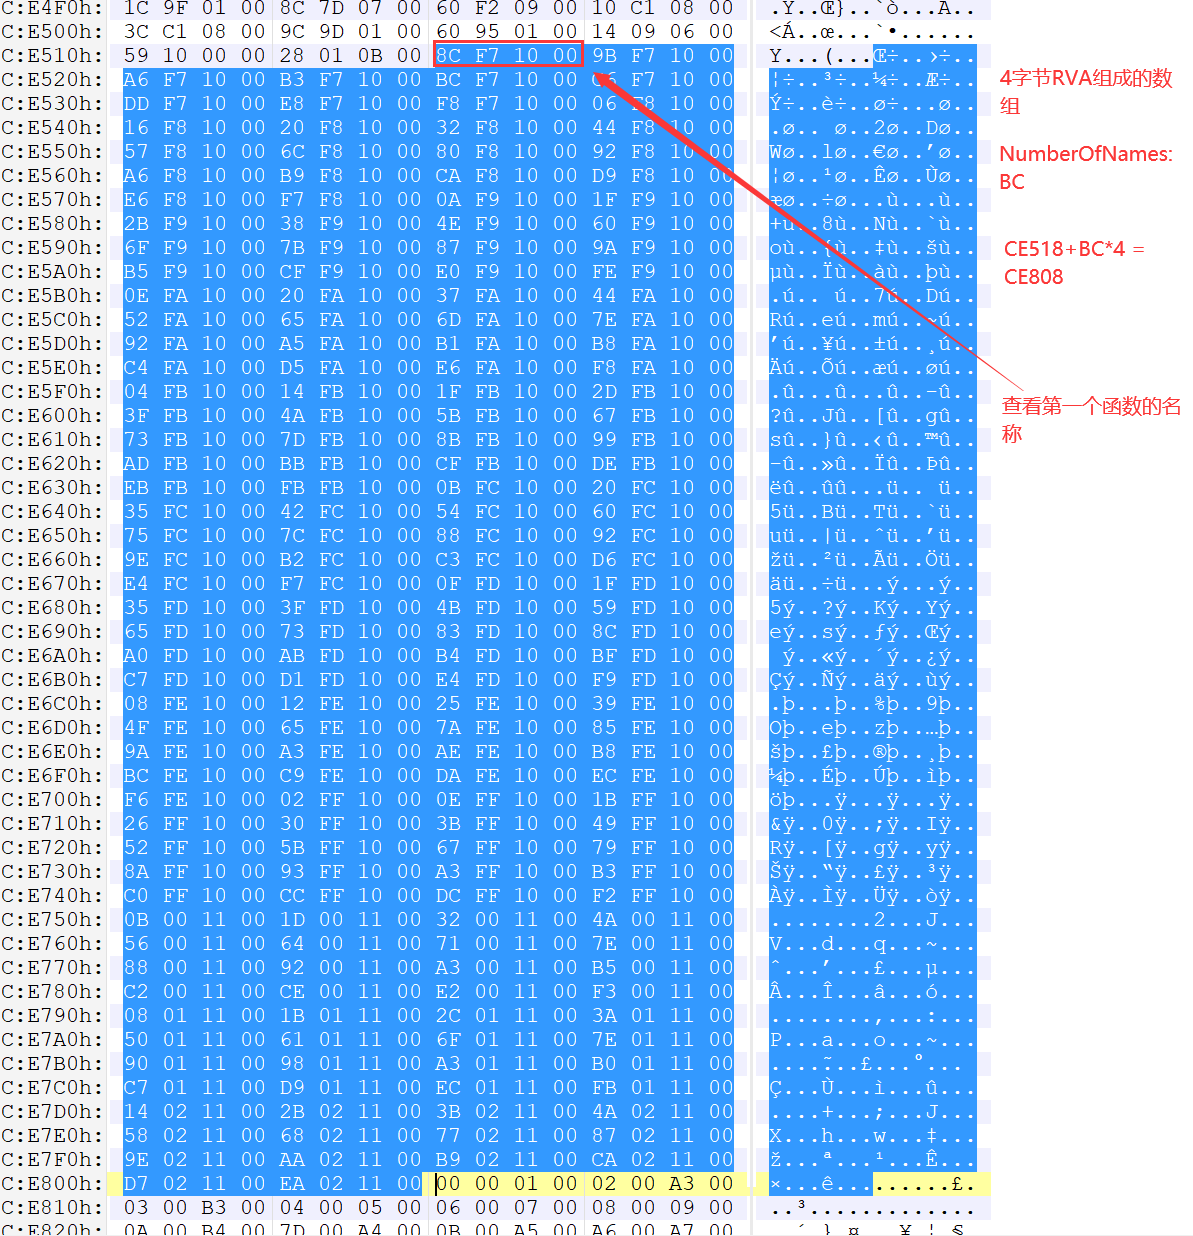 C:E4F0h: 1C 9F 01 00 8C 7D 07 00 60 F2 09 00 10 C1 08 00 .Ÿ..Œ}..`ò...Á..
C:E500h: 3C C1 08 00 9C 9D 01 00 60 95 01 00 14 09 06 00 <Á..œ...`•......
C:E510h: 59 10 00 00 28 01 0B 00 8C F7 10 00 9B F7 10 00 Y...(...Œ÷..›÷..
C:E520h: A6 F7 10 00 B3 F7 10 00 BC F7 10 00 C6 F7 10 00 ¦÷..³÷..¼÷..Æ÷..
C:E530h: DD F7 10 00 E8 F7 10 00 F8 F7 10 00 06 F8 10 00 Ý÷..è÷..ø÷...ø..
C:E540h: 16 F8 10 00 20 F8 10 00 32 F8 10 00 44 F8 10 00 .ø.. ø..2ø..Dø..
C:E550h: 57 F8 10 00 6C F8 10 00 80 F8 10 00 92 F8 10 00 Wø..lø..€ø..’ø..
C:E560h: A6 F8 10 00 B9 F8 10 00 CA F8 10 00 D9 F8 10 00 ¦ø..¹ø..Êø..Ùø..
C:E570h: E6 F8 10 00 F7 F8 10 00 0A F9 10 00 1F F9 10 00 æø..÷ø...ù...ù..
C:E580h: 2B F9 10 00 38 F9 10 00 4E F9 10 00 60 F9 10 00 +ù..8ù..Nù..`ù..
C:E590h: 6F F9 10 00 7B F9 10 00 87 F9 10 00 9A F9 10 00 où..{ù..‡ù..šù..
C:E5A0h: B5 F9 10 00 CF F9 10 00 E0 F9 10 00 FE F9 10 00 µù..Ïù..àù..þù..
C:E5B0h: 0E FA 10 00 20 FA 10 00 37 FA 10 00 44 FA 10 00 .ú.. ú..7ú..Dú..
C:E5C0h: 52 FA 10 00 65 FA 10 00 6D FA 10 00 7E FA 10 00 Rú..eú..mú..~ú..
C:E5D0h: 92 FA 10 00 A5 FA 10 00 B1 FA 10 00 B8 FA 10 00 ’ú..¥ú..±ú..¸ú..
C:E5E0h: C4 FA 10 00 D5 FA 10 00 E6 FA 10 00 F8 FA 10 00 Äú..Õú..æú..øú..
C:E5F0h: 04 FB 10 00 14 FB 10 00 1F FB 10 00 2D FB 10 00 .û...û...û..-û..
C:E600h: 3F FB 10 00 4A FB 10 00 5B FB 10 00 67 FB 10 00 ?û..Jû..[û..gû..
C:E610h: 73 FB 10 00 7D FB 10 00 8B FB 10 00 99 FB 10 00 sû..}û..‹û..™û..
C:E620h: AD FB 10 00 BB FB 10 00 CF FB 10 00 DE FB 10 00 -û..»û..Ïû..Þû..
C:E630h: EB FB 10 00 FB FB 10 00 0B FC 10 00 20 FC 10 00 ëû..ûû...ü.. ü..
C:E640h: 35 FC 10 00 42 FC 10 00 54 FC 10 00 60 FC 10 00 5ü..Bü..Tü..`ü..
C:E650h: 75 FC 10 00 7C FC 10 00 88 FC 10 00 92 FC 10 00 uü..|ü..ˆü..’ü..
C:E660h: 9E FC 10 00 B2 FC 10 00 C3 FC 10 00 D6 FC 10 00 žü..²ü..Ãü..Öü..
C:E670h: E4 FC 10 00 F7 FC 10 00 0F FD 10 00 1F FD 10 00 äü..÷ü...ý...ý..
C:E680h: 35 FD 10 00 3F FD 10 00 4B FD 10 00 59 FD 10 00 5ý..?ý..Ký..Yý..
C:E690h: 65 FD 10 00 73 FD 10 00 83 FD 10 00 8C FD 10 00 eý..sý..ƒý..Œý..
C:E6A0h: A0 FD 10 00 AB FD 10 00 B4 FD 10 00 BF FD 10 00  ý..«ý..´ý..¿ý..
C:E6B0h: C7 FD 10 00 D1 FD 10 00 E4 FD 10 00 F9 FD 10 00 Çý..Ñý..äý..ùý..
C:E6C0h: 08 FE 10 00 12 FE 10 00 25 FE 10 00 39 FE 10 00 .þ...þ..%þ..9þ..
C:E6D0h: 4F FE 10 00 65 FE 10 00 7A FE 10 00 85 FE 10 00 Oþ..eþ..zþ..…þ..
C:E6E0h: 9A FE 10 00 A3 FE 10 00 AE FE 10 00 B8 FE 10 00 šþ..£þ..®þ..¸þ..
C:E6F0h: BC FE 10 00 C9 FE 10 00 DA FE 10 00 EC FE 10 00 ¼þ..Éþ..Úþ..ìþ..
C:E700h: F6 FE 10 00 02 FF 10 00 0E FF 10 00 1B FF 10 00 öþ...ÿ...ÿ...ÿ..
C:E710h: 26 FF 10 00 30 FF 10 00 3B FF 10 00 49 FF 10 00 &ÿ..0ÿ..;ÿ..Iÿ..
C:E720h: 52 FF 10 00 5B FF 10 00 67 FF 10 00 79 FF 10 00 Rÿ..[ÿ..gÿ..yÿ..
C:E730h: 8A FF 10 00 93 FF 10 00 A3 FF 10 00 B3 FF 10 00 Šÿ..“ÿ..£ÿ..³ÿ..
C:E740h: C0 FF 10 00 CC FF 10 00 DC FF 10 00 F2 FF 10 00 Àÿ..Ìÿ..Üÿ..òÿ..
C:E750h: 0B 00 11 00 1D 00 11 00 32 00 11 00 4A 00 11 00 ........2...J...
C:E760h: 56 00 11 00 64 00 11 00 71 00 11 00 7E 00 11 00 V...d...q...~...
C:E770h: 88 00 11 00 92 00 11 00 A3 00 11 00 B5 00 11 00 ˆ...’...£...µ...
C:E780h: C2 00 11 00 CE 00 11 00 E2 00 11 00 F3 00 11 00 Â...Î...â...ó...
C:E790h: 08 01 11 00 1B 01 11 00 2C 01 11 00 3A 01 11 00 ........,...:...
C:E7A0h: 50 01 11 00 61 01 11 00 6F 01 11 00 7E 01 11 00 P...a...o...~...
C:E7B0h: 90 01 11 00 98 01 11 00 A3 01 11 00 B0 01 11 00 ....˜...£...°...
C:E7C0h: C7 01 11 00 D9 01 11 00 EC 01 11 00 FB 01 11 00 Ç...Ù...ì...û...
C:E7D0h: 14 02 11 00 2B 02 11 00 3B 02 11 00 4A 02 11 00 ....+...;...J...
C:E7E0h: 58 02 11 00 68 02 11 00 77 02 11 00 87 02 11 00 X...h...w...‡...
C:E7F0h: 9E 02 11 00 AA 02 11 00 B9 02 11 00 CA 02 11 00 ž...ª...¹...Ê...
C:E800h: D7 02 11 00 EA 02 11 00 00 00 01 00 02 00 A3 00 ×...ê.........£.
C:E810h: 03 00 B3 00 04 00 05 00 06 00 07 00 08 00 09 00 ..³.............
C:E820h: 0A 00 B4 00 7D 00 A4 00 0B 00 A5 00 A6 00 A7 00 ..´.}.¤...¥.¦.§.
4字节RVA组成的数
组
NumberOfNames:
BC
CE518+BC*4 =
CE808
查看第一个函数的名
称